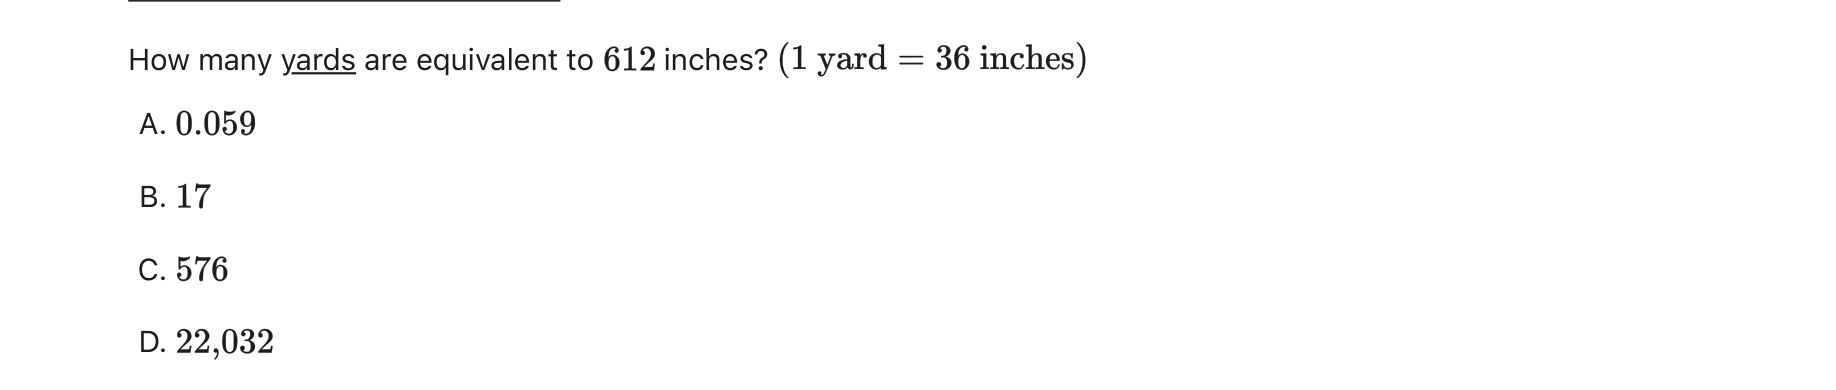 How many yards are equivalent to 612 inches? (1 yard = 36 inches)
A. 0.059
B. 17
C. 576
D. 22,032